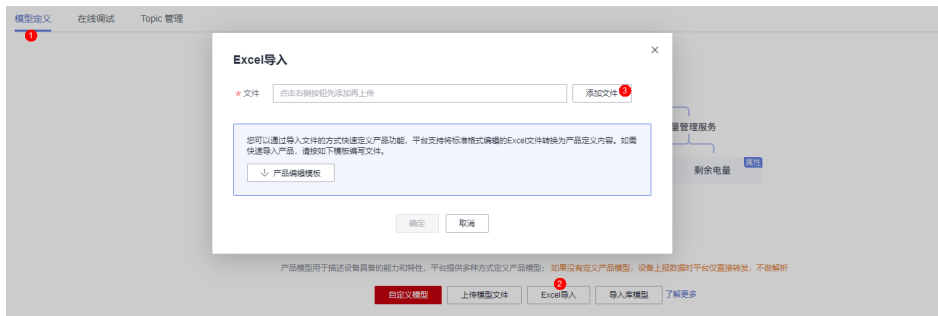 模型定义 在线调试 Topic 管理
1
Excel导入
* 文件 点击右侧按钮先添加再上传 添加文件 3
量管理服务
您可以通过导入文件的方式快速定义产品功能，平台支持将标准格式编辑的Excel文件转换为产品定义内容。如需
快速导入产品，请按如下模板编写文件。
属性
剩余电量
产品编辑模板
确定 取消
产品模型用于描述设备具备的能力和特性，平台提供多种方式定义产品模型；如果没有定义产品模型，设备上报数据时平台仅直接转发，不做解析
2
自定义模型 上传模型文件 Excel导入 导入库模型 了解更多